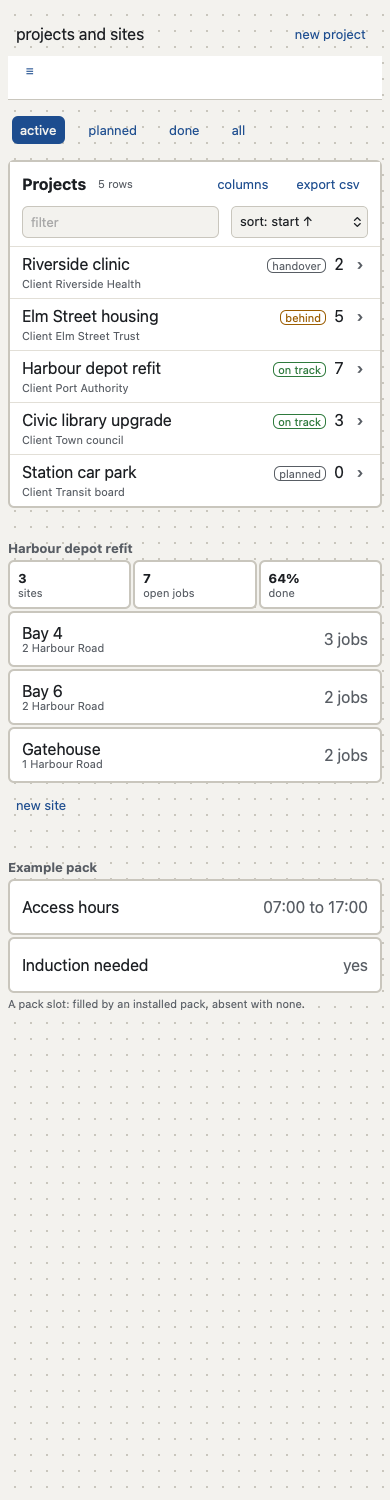 projects and sites new project
≡
active planned done all
Projects 5 rows columns export csv
filter sort: start ↑
Riverside clinic handover 2 ›
Client Riverside Health
Elm Street housing behind 5 ›
Client Elm Street Trust
Harbour depot refit on track 7 ›
Client Port Authority
Civic library upgrade on track 3 ›
Client Town council
Station car park planned 0 ›
Client Transit board
Harbour depot refit
3 7 64%
sites open jobs done
Bay 4 3 jobs
2 Harbour Road
Bay 6 2 jobs
2 Harbour Road
Gatehouse 2 jobs
1 Harbour Road
new site
Example pack
Access hours 07:00 to 17:00
Induction needed yes
A pack slot: filled by an installed pack, absent with none.